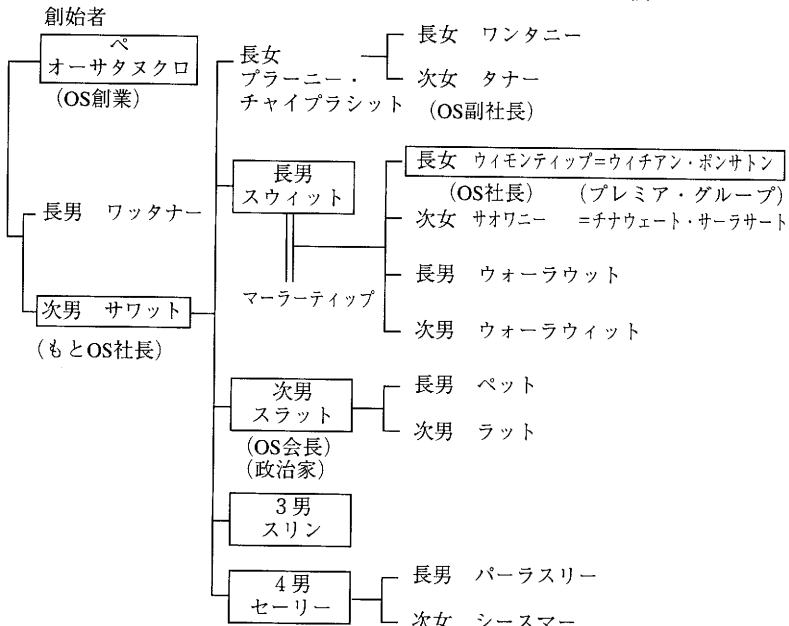 創始者
ペ
オーサタヌクロ
(OS創業)
長男 ワッタナー
次男 サワット
(もとOS社長)
長女
プラーニー・
チャイプラシット
長女 ワンタニー
次女 タナー
(OS副社長)
長男
スウィット
マーラーティップ
長女 ウィモンティップ=ウィチアン・ポンサトン
(OS社長) (プレミア・グループ)
次女 サオワニー =チナウェート・サーラサート
長男 ウォーラウット
次男 ウォーラウィット
次男
スラット
(OS会長)
(政治家)
長男 ペット
次男 ラット
3男
スリン
4男
セーリー
長男 パーラスリー
次女 シースマー